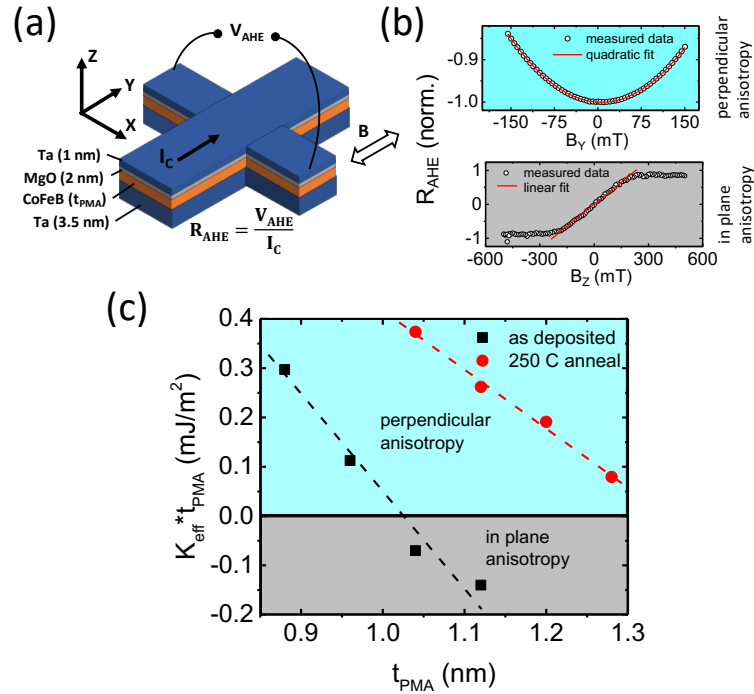 (a)
V_AHE
Z
Y
X
B
I_C
Ta (1 nm)
MgO (2 nm)
CoFeB (t_PMA)
Ta (3.5 nm)
R_AHE = V_AHE / I_C
(b)
R_AHE (norm.)
measured data
quadratic fit
-0.9
-1.0
-150 -75 0 75 150
B_Y (mT)
perpendicular
anisotropy
measured data
linear fit
1
0
-1
-600 -300 0 300 600
B_Z (mT)
in plane
anisotropy
(c)
K_eff*t_PMA (mJ/m²)
0.4
0.3
0.2
0.1
0.0
-0.1
-0.2
as deposited
250 C anneal
perpendicular
anisotropy
in plane
anisotropy
0.9 1.0 1.1 1.2 1.3
t_PMA (nm)